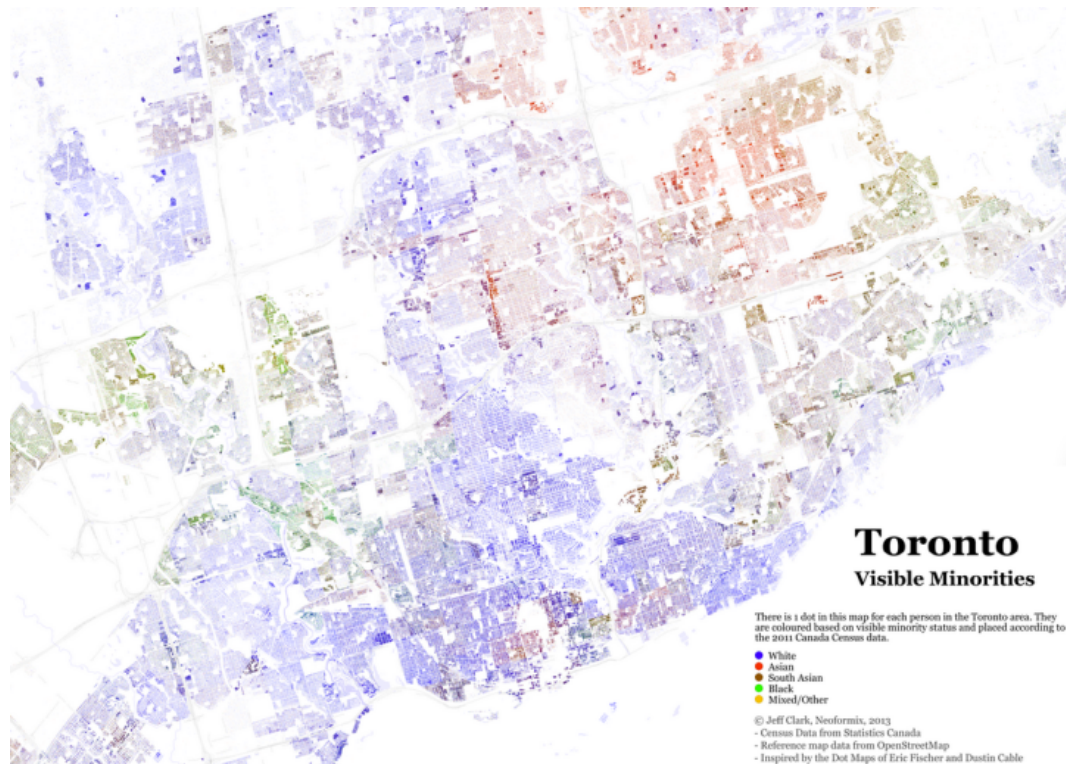 Toronto
Visible Minorities
There is 1 dot in this map for each person in the Toronto area. They
are coloured based on visible minority status and placed according to
the 2011 Canada Census data.
White
Asian
South Asian
Black
Mixed/Other
© Jeff Clark, Neoformix, 2013
- Census Data from Statistics Canada
- Reference map data from OpenStreetMap
- Inspired by the Dot Maps of Eric Fischer and Dustin Cable